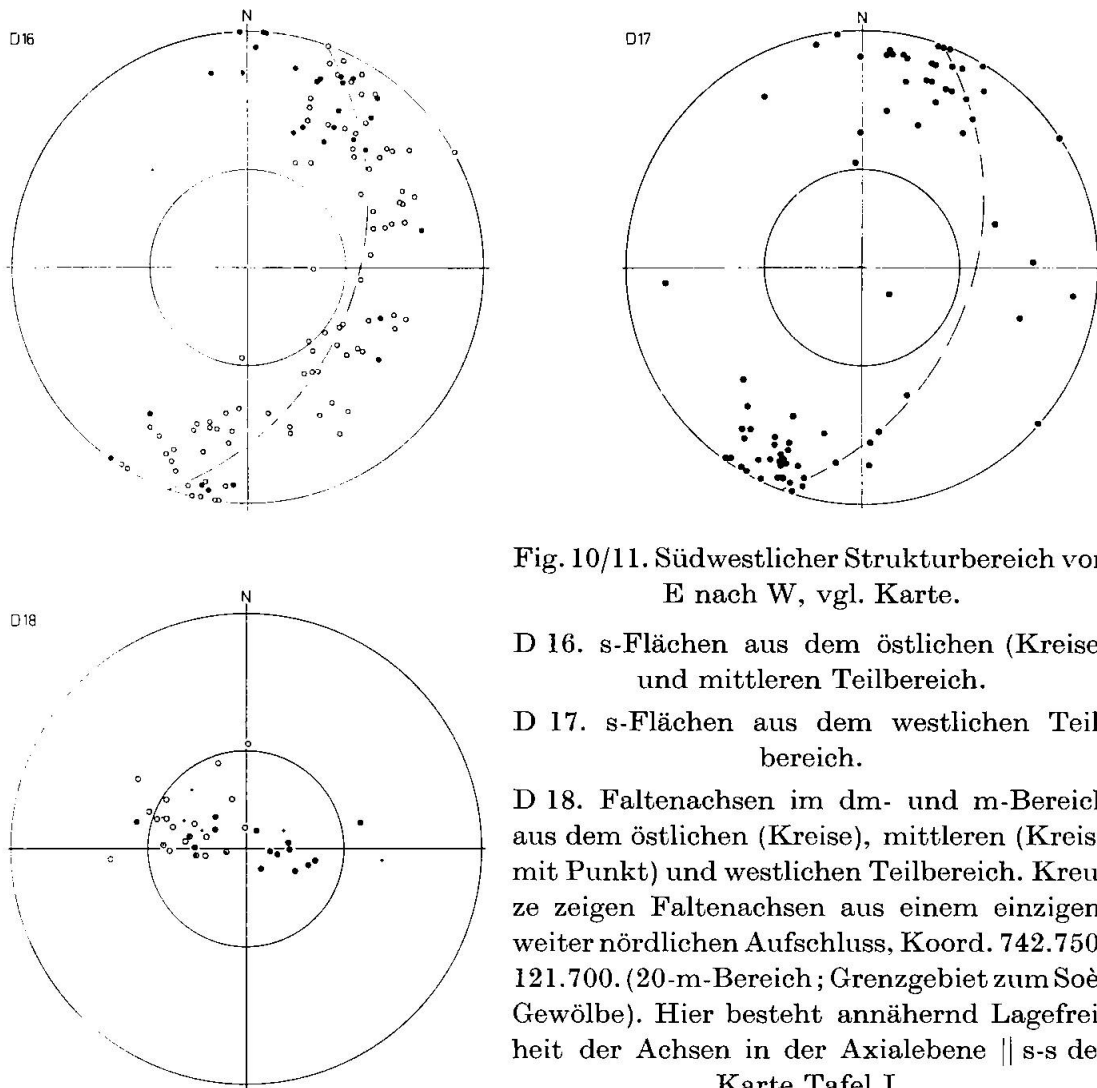 D16
N
D17
N
D18
N
Fig. 10/11. Südwestlicher Strukturbereich von
E nach W, vgl. Karte.
D 16. s-Flächen aus dem östlichen (Kreise
und mittleren Teilbereich.
D 17. s-Flächen aus dem westlichen Teil
bereich.
D 18. Faltenachsen im dm- und m-Bereich
aus dem östlichen (Kreise), mittleren (Kreis
mit Punkt) und westlichen Teilbereich. Kreu
ze zeigen Faltenachsen aus einem einzigen
weiter nördlichen Aufschluss, Koord. 742.750
121.700. (20-m-Bereich; Grenzgebiet zum Soè
Gewölbe). Hier besteht annähernd Lagefrei
heit der Achsen in der Axialebene || s-s de
Karte Tafel I